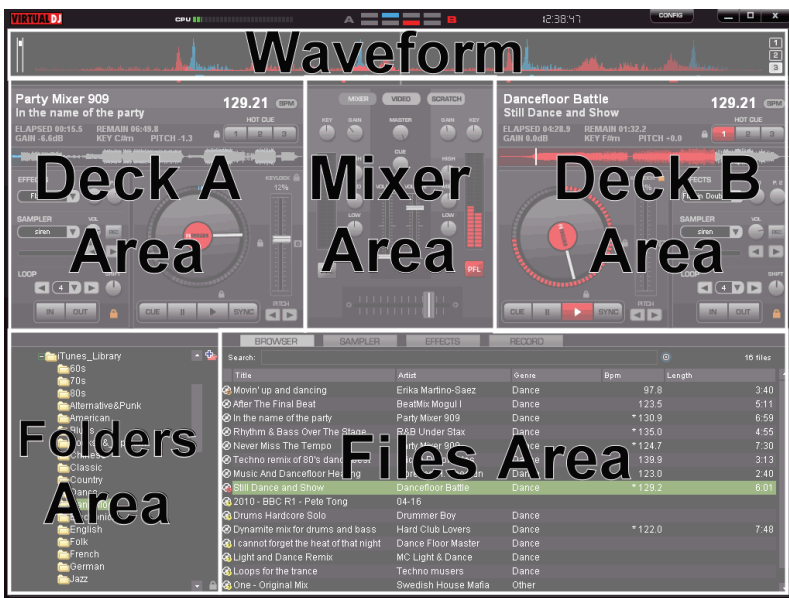 VIRTUAL DJ
CPU
A
B
12:38:47
CONFIG
Waveform
1
2
3
Party Mixer 909
In the name of the party
129.21 BPM
HOT CUE
ELAPSED 00:15.5 REMAIN 06:49.8
GAIN -6.6dB KEY C#m PITCH -1.3
1 2 3
MIXER VIDEO SCRATCH
KEY GAIN MASTER GAIN KEY
CUE
HIGH
LOW LOW
PFL
Dancefloor Battle
Still Dance and Show
129.21 BPM
HOT CUE
ELAPSED 04:28.9 REMAIN 01:32.2
GAIN 0.0dB KEY F#m PITCH +0.0
1 2 3
Deck A
Area
Mixer
Area
Deck B
Area
KEYLOCK
12%
SAMPLER VOL
siren REC
LOOP SHIFT
4
IN OUT
CUE SYNC
PITCH
SAMPLER VOL
siren REC
LOOP SHIFT
4
IN OUT
CUE SYNC
PITCH
iTunes_Library
60s
70s
80s
Alternative&Punk
American
Classic
Country
English
Folk
French
German
Jazz
Folders
Area
BROWSER SAMPLER EFFECTS RECORD
Search: 16 files
Title Artist Genre Bpm Length
Movin' up and dancing Erika Martino-Saez Dance 97.8 3:40
After The Final Beat BeatMix Mogul I Dance 123.5 5:11
In the name of the party Party Mixer 909 Dance * 130.9 6:59
Rhythm & Bass Over The Stage R&B Under Stax Dance * 135.0 4:55
Never Miss The Tempo Party Mixer 909 Dance * 124.7 7:30
Techno remix of 80's Dance 139.9 3:13
Music And Dancefloor Dance 123.0 2:40
Still Dance and Show Dancefloor Battle Dance * 129.2 6:01
2010 - BBC R1 - Pete Tong 04-16
Drums Hardcore Solo Drummer Boy Dance
Dynamite mix for drums and bass Hard Club Lovers Dance * 122.0 7:48
I cannot forget the heat of that night Dance Floor Master Dance
Light and Dance Remix MC Light & Dance Dance
Loops for the trance Techno musers Dance
One - Original Mix Swedish House Mafia Other
Files Area